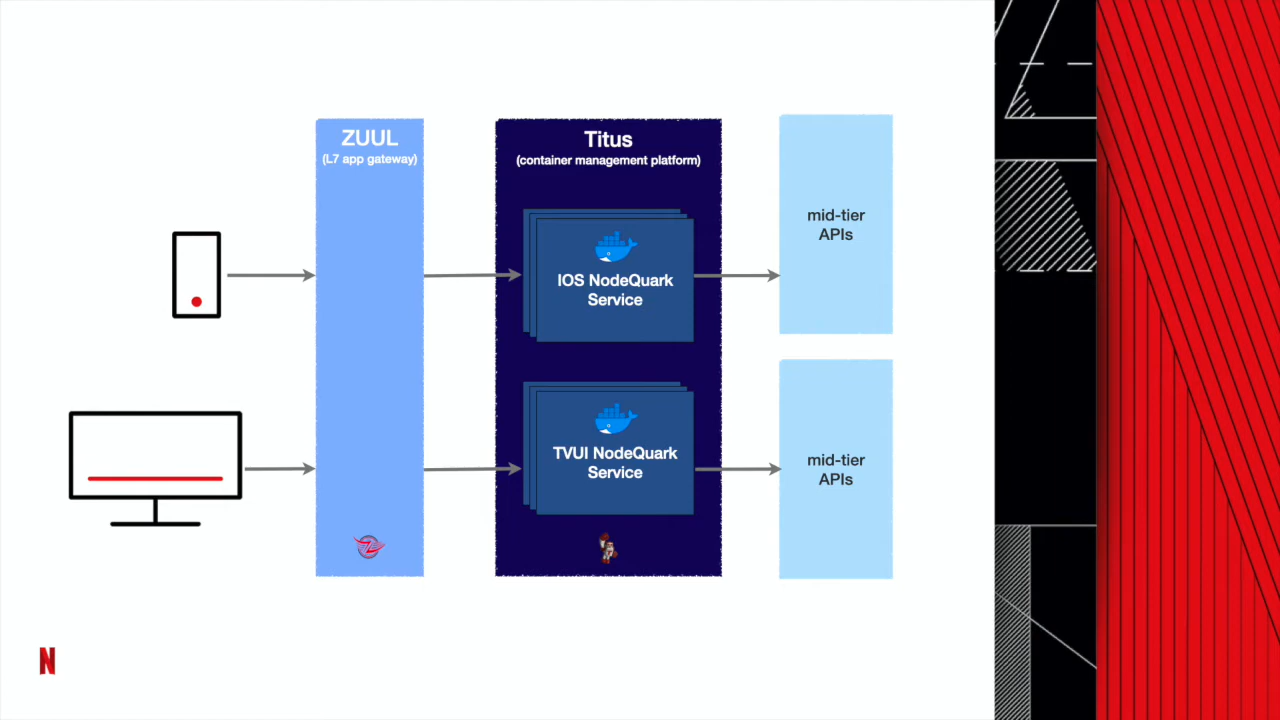 ZUUL
(L7 app gateway)
Titus
(container management platform)
IOS NodeQuark
Service
mid-tier
APIs
TVUI NodeQuark
Service
mid-tier
APIs
N